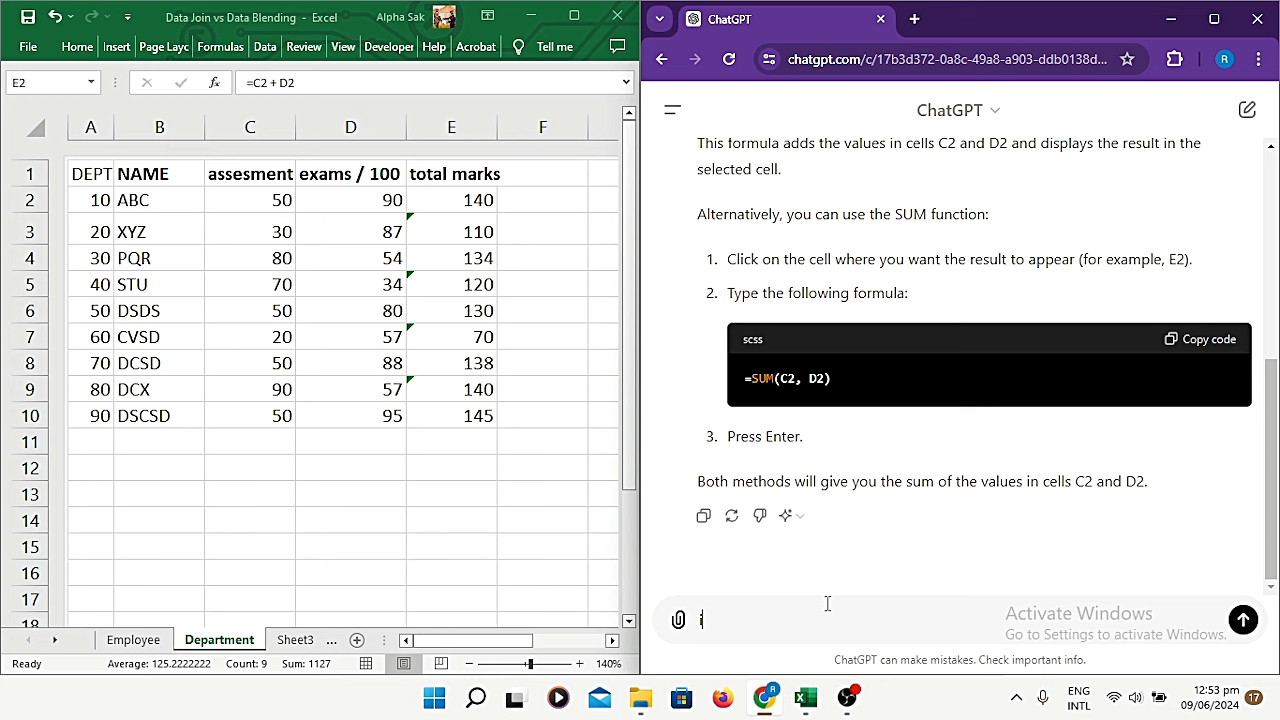 Data Join vs Data Blending - Excel
Alpha Sak
File Home Insert Page Layc Formulas Data Review View Developer Help Acrobat Tell me
E2 fx =C2 + D2
A B C D E F
1 DEPT NAME assesment exams / 100 total marks
2 10 ABC 50 90 140
3 20 XYZ 30 87 110
4 30 PQR 80 54 134
5 40 STU 70 34 120
6 50 DSDS 50 80 130
7 60 CVSD 20 57 70
8 70 DCSD 50 88 138
9 80 DCX 90 57 140
10 90 DSCSD 50 95 145
11
12
13
14
15
16
17
18
Employee Department Sheet3 ...
Ready Average: 125.2222222 Count: 9 Sum: 1127 140%
ChatGPT
chatgpt.com/c/17b3d372-0a8c-49a8-a903-ddb0138d...
R
ChatGPT
This formula adds the values in cells C2 and D2 and displays the result in the
selected cell.
Alternatively, you can use the SUM function:
1. Click on the cell where you want the result to appear (for example, E2).
2. Type the following formula:
scss Copy code
=SUM(C2, D2)
3. Press Enter.
Both methods will give you the sum of the values in cells C2 and D2.
i
Activate Windows
Go to Settings to activate Windows.
ChatGPT can make mistakes. Check important info.
R
ENG
INTL
12:53 pm
09/06/2024
17